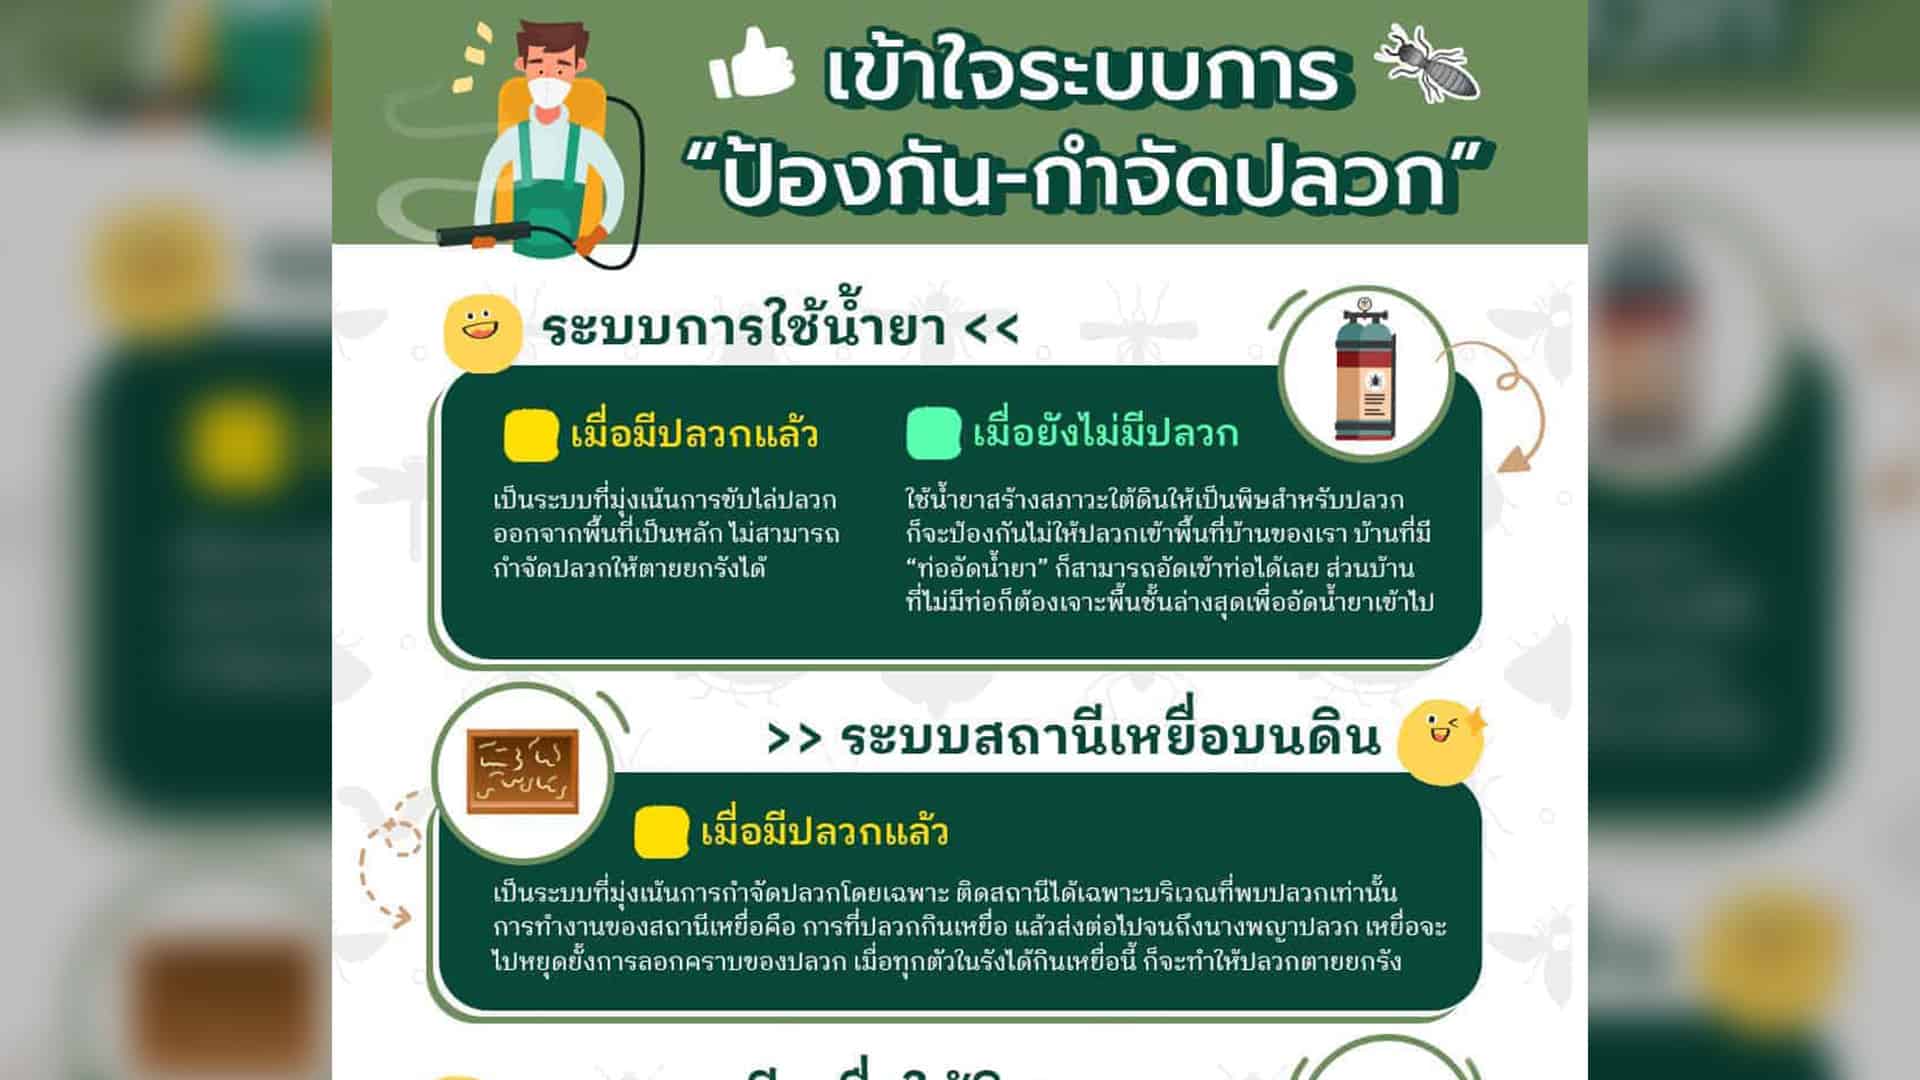 เข้าใจระบบการ
“ป้องกัน-กำจัดปลวก”
ระบบการใช้น้ำยา <<
เมื่อมีปลวกแล้ว
เป็นระบบที่มุ่งเน้นการขับไล่ปลวก
ออกจากพื้นที่เป็นหลัก ไม่สามารถ
กำจัดปลวกให้ตายยกรังได้
เมื่อยังไม่มีปลวก
ใช้น้ำยาสร้างสภาวะใต้ดินให้เป็นพิษสำหรับปลวก
ก็จะป้องกันไม่ให้ปลวกเข้าพื้นที่บ้านของเรา บ้านที่มี
“ท่ออัดน้ำยา” ก็สามารถอัดเข้าท่อได้เลย ส่วนบ้าน
ที่ไม่มีท่อก็ต้องเจาะพื้นชั้นล่างสุดเพื่ออัดน้ำยาเข้าไป
>> ระบบสถานีเหยื่อบนดิน
เมื่อมีปลวกแล้ว
เป็นระบบที่มุ่งเน้นการกำจัดปลวกโดยเฉพาะ ติดสถานีได้เฉพาะบริเวณที่พบปลวกเท่านั้น
การทำงานของสถานีเหยื่อคือ การที่ปลวกกินเหยื่อ แล้วส่งต่อไปจนถึงนางพญาปลวก เหยื่อจะ
ไปหยุดยั้งการลอกคราบของปลวก เมื่อทุกตัวในรังได้กินเหยื่อนี้ ก็จะทำให้ปลวกตายยกรัง